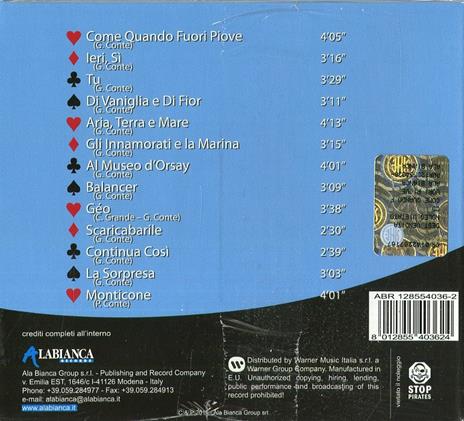 Come Quando Fuori Piove 4'05"
(G. Conte)
Ieri, Sì 3'16"
(G. Conte)
Tu 3'29"
(G. Conte)
Di Vaniglia e Di Fior 3'11"
(G. Conte)
Aria, Terra e Mare 4'13"
(G. Conte)
Gli Innamorati e la Marina 3'15"
(G. Conte)
Al Museo d'Orsay 4'01"
(G. Conte)
Balancer 3'09"
(G. Conte)
Géo 3'38"
(C. Grande – G. Conte)
Scaricabarile 2'30"
(G. Conte)
Continua Così 2'39"
(G. Conte)
La Sorpresa 3'03"
(G. Conte)
Monticone 4'01"
(P. Conte)
ABR 128554036-2
8 012855 403624
crediti completi all'interno
ALABIANCA
RECORDS
Ala Bianca Group s.r.l. - Publishing and Record Company
v. Emilia EST, 1646/c I-41126 Modena - Italy
Phone: +39.059.284977 - Fax: +39.059.284913
e-mail: alabianca@alabianca.it
www.alabianca.it
Distributed by Warner Music Italia s.r.l. a
Warner Group Company. Manufactured in
E.U. Unauthorized copying, hiring, lending,
public performance and broadcasting of
this record prohibited.
vietato il noleggio
STOP
PIRATES
Ala Bianca Group srl